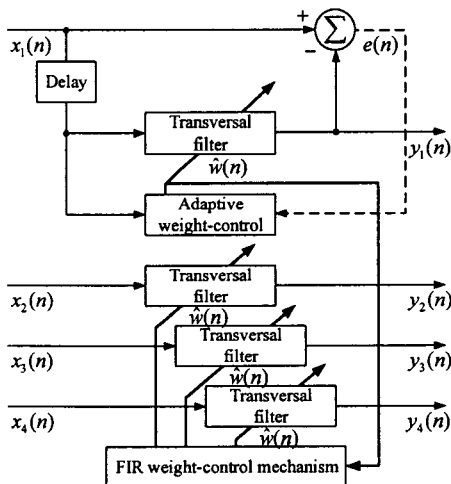 +
x₁(n)
Σ
e(n)
−
Delay
Transversal
filter
y₁(n)
ŵ(n)
Adaptive
weight-control
Transversal
filter
x₂(n)
y₂(n)
ŵ(n)
Transversal
filter
x₃(n)
y₃(n)
ŵ(n)
Transversal
filter
x₄(n)
y₄(n)
ŵ(n)
FIR weight-control mechanism